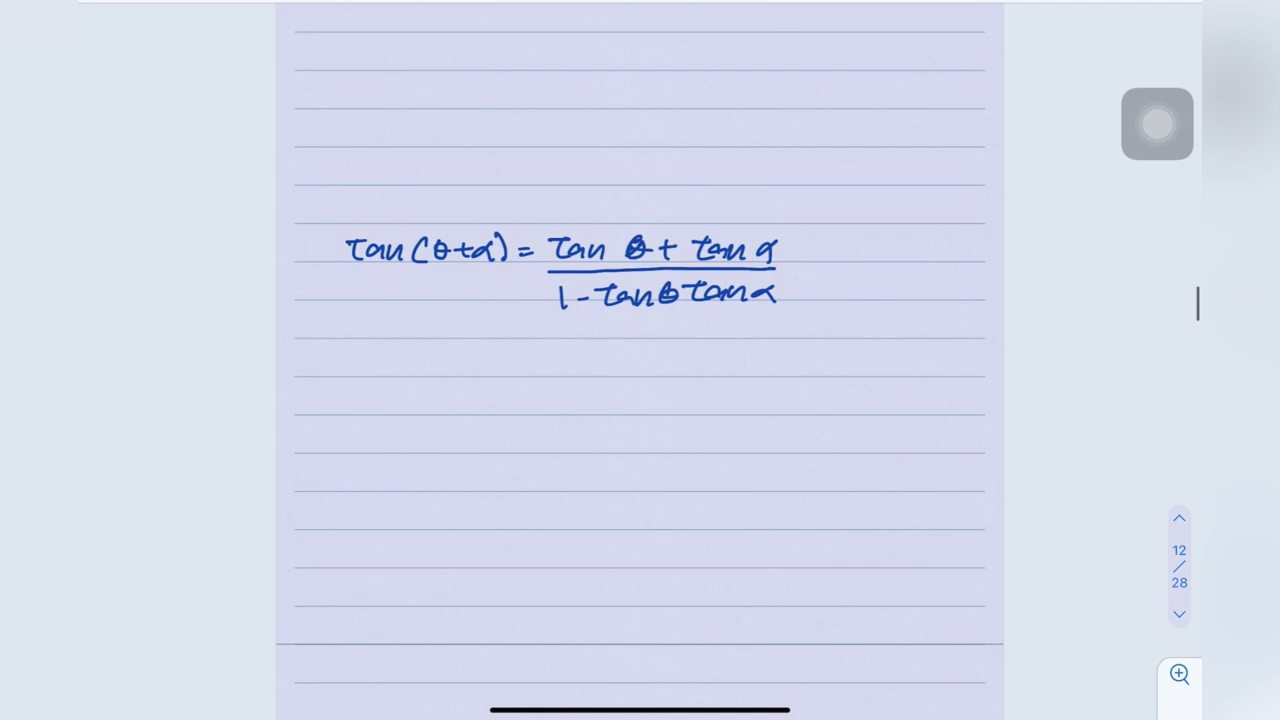 tan(θ+α) = (tan θ + tan α)/(1 - tanθ tanα)
12
/
28